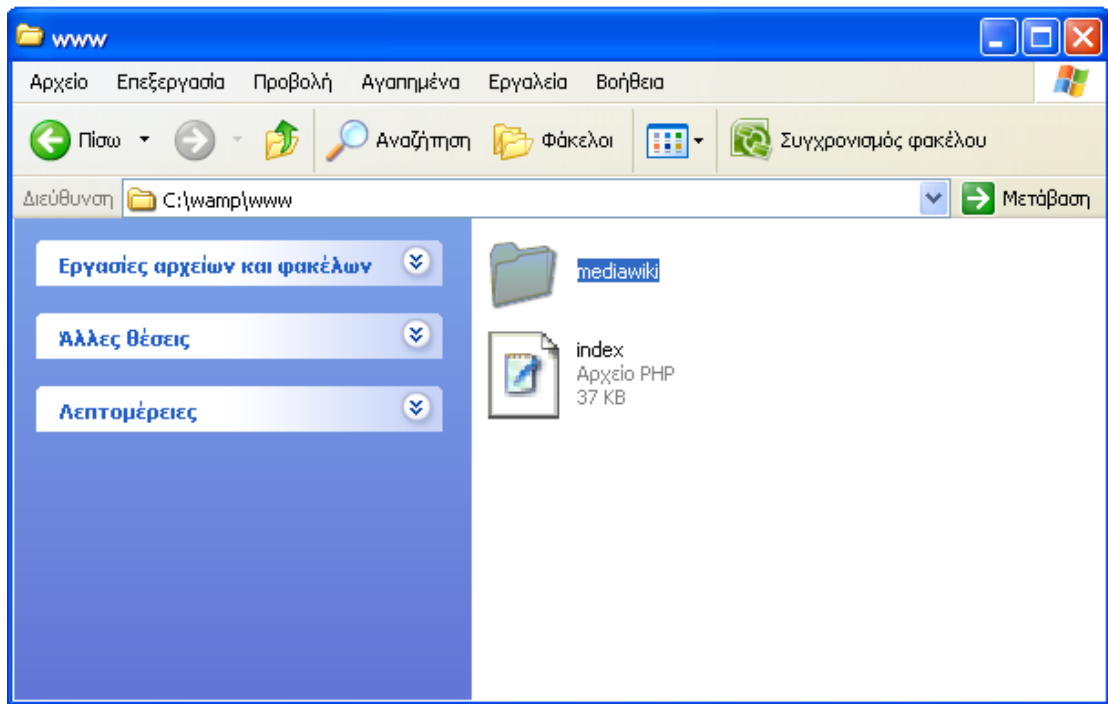 www
Αρχείο Επεξεργασία Προβολή Αγαπημένα Εργαλεία Βοήθεια
Πίσω Αναζήτηση Φάκελοι Συγχρονισμός φακέλου
Διεύθυνση C:\wamp\www Μετάβαση
Εργασίες αρχείων και φακέλων
Άλλες θέσεις
Λεπτομέρειες
mediawiki
index
Αρχείο PHP
37 KB